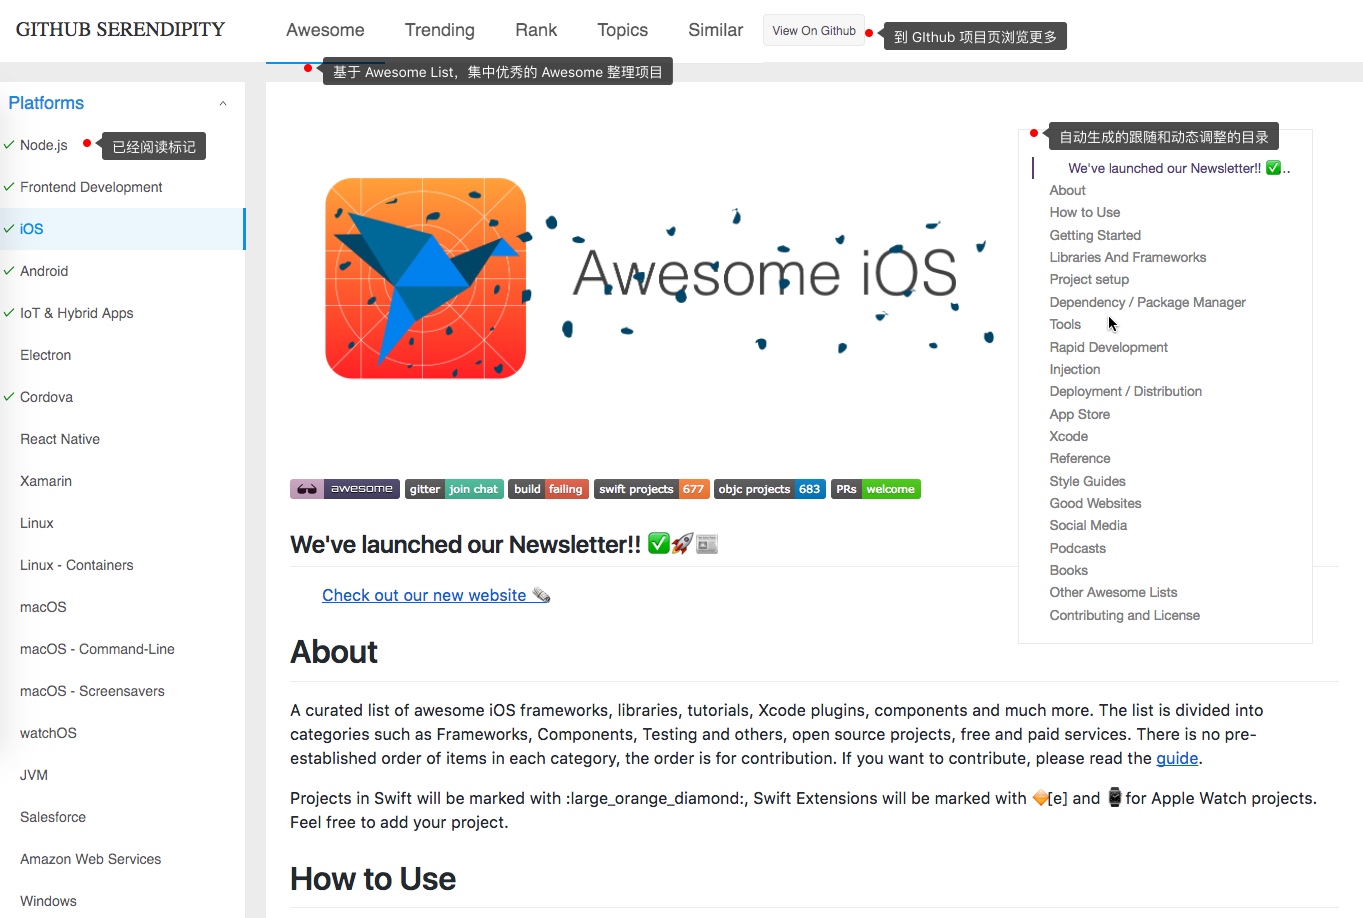 GITHUB SERENDIPITY
Awesome
Trending
Rank
Topics
Similar
View On Github
到 GIthub 项目页浏览更多
基于 Awesome List，集中优秀的 Awesome 整理项目
Platforms
Node.js
已经阅读标记
Frontend Development
iOS
Android
IoT & Hybrid Apps
Electron
Cordova
React Native
Xamarin
Linux
Linux - Containers
macOS
macOS - Command-Line
macOS - Screensavers
watchOS
JVM
Salesforce
Amazon Web Services
Windows
Awesome iOS
awesome
gitter join chat
build failing
swift projects 677
objc projects 683
PRs welcome
We've launched our Newsletter!! ✅🚀📰
Check out our new website 🗞
About
A curated list of awesome iOS frameworks, libraries, tutorials, Xcode plugins, components and much more. The list is divided into
categories such as Frameworks, Components, Testing and others, open source projects, free and paid services. There is no pre-
established order of items in each category, the order is for contribution. If you want to contribute, please read the guide.
Projects in Swift will be marked with :large_orange_diamond:, Swift Extensions will be marked with 🔶[e] and ⌚ for Apple Watch projects.
Feel free to add your project.
How to Use
自动生成的跟随和动态调整的目录
We've launched our Newsletter!! ✅..
About
How to Use
Getting Started
Libraries And Frameworks
Project setup
Dependency / Package Manager
Tools
Rapid Development
Injection
Deployment / Distribution
App Store
Xcode
Reference
Style Guides
Good Websites
Social Media
Podcasts
Books
Other Awesome Lists
Contributing and License